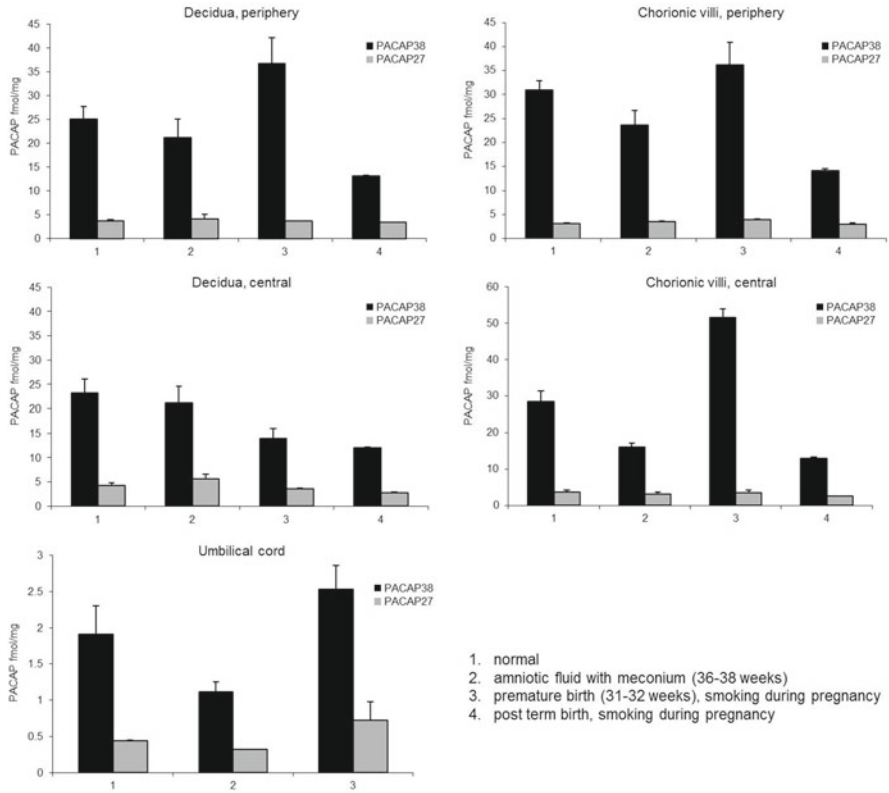 Decidua, periphery
PACAP fmol/mg
45
40
35
30
25
20
15
10
5
0
1 2 3 4
PACAP38
PACAP27
Chorionic villi, periphery
PACAP fmol/mg
45
40
35
30
25
20
15
10
5
0
1 2 3 4
PACAP38
PACAP27
Decidua, central
PACAP fmol/mg
45
40
35
30
25
20
15
10
5
0
1 2 3 4
PACAP38
PACAP27
Chorionic villi, central
PACAP fmol/mg
60
50
40
30
20
10
0
1 2 3 4
PACAP38
PACAP27
Umbilical cord
PACAP fmol/mg
3
2.5
2
1.5
1
0.5
0
1 2 3
PACAP38
PACAP27
1. normal
2. amniotic fluid with meconium (36-38 weeks)
3. premature birth (31-32 weeks), smoking during pregnancy
4. post term birth, smoking during pregnancy